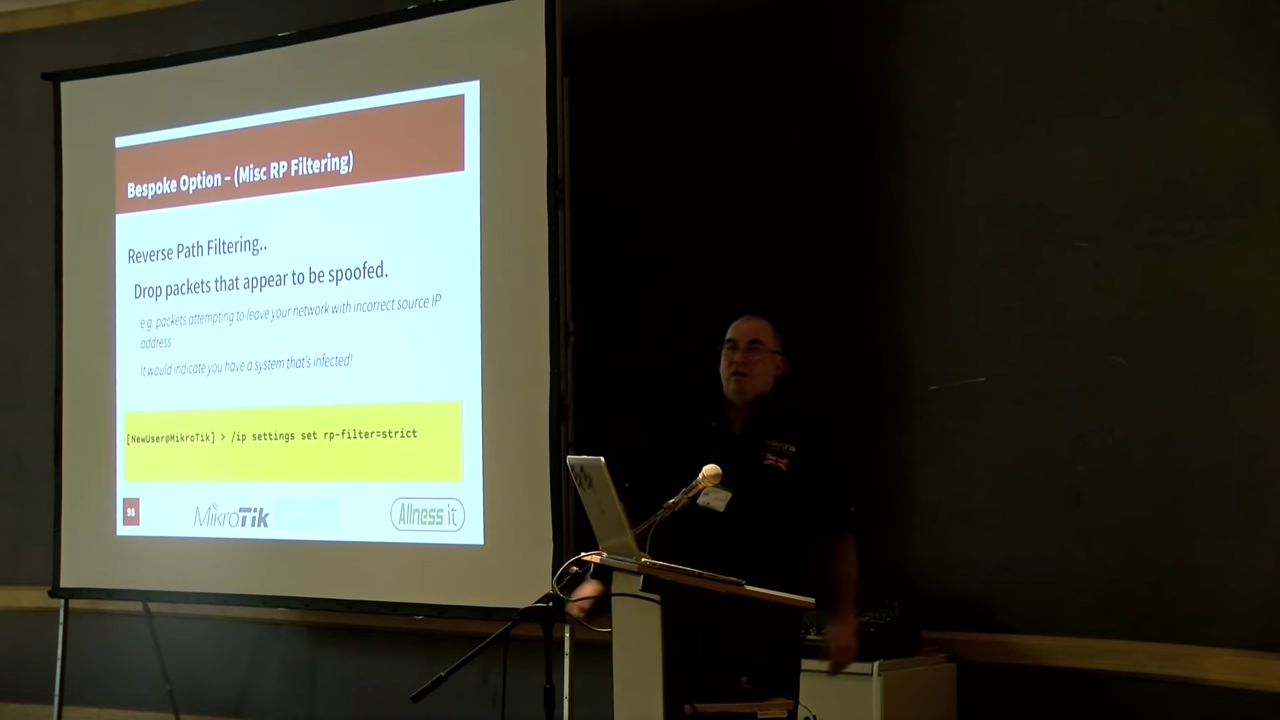 Bespoke Option – (Misc RP Filtering)
Reverse Path Filtering..
Drop packets that appear to be spoofed.
e.g. packets attempting to leave your network with incorrect source IP
address
It would indicate you have a system that's infected!
[NewUser@MikroTik] > /ip settings set rp-filter=strict
98
MikroTik
Allness it